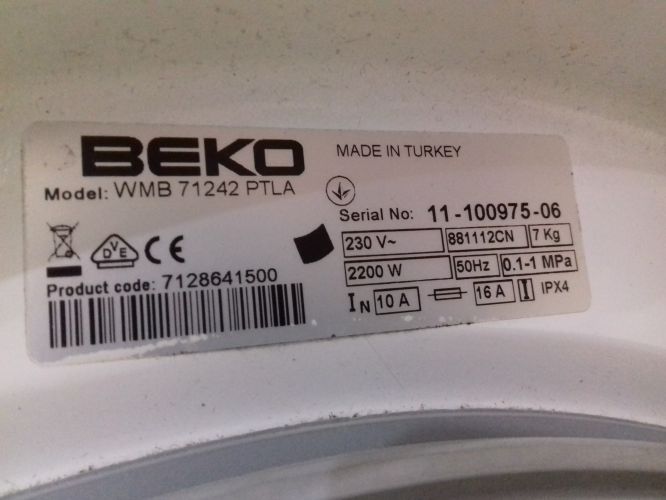 BEKO
MADE IN TURKEY
Model: WMB 71242 PTLA
Serial No: 11-100975-06
230 V~ 881112CN 7 Kg
2200 W 50Hz 0.1-1 MPa
IN 10 A 16 A I IPX4
DVE CE
Product code: 7128641500